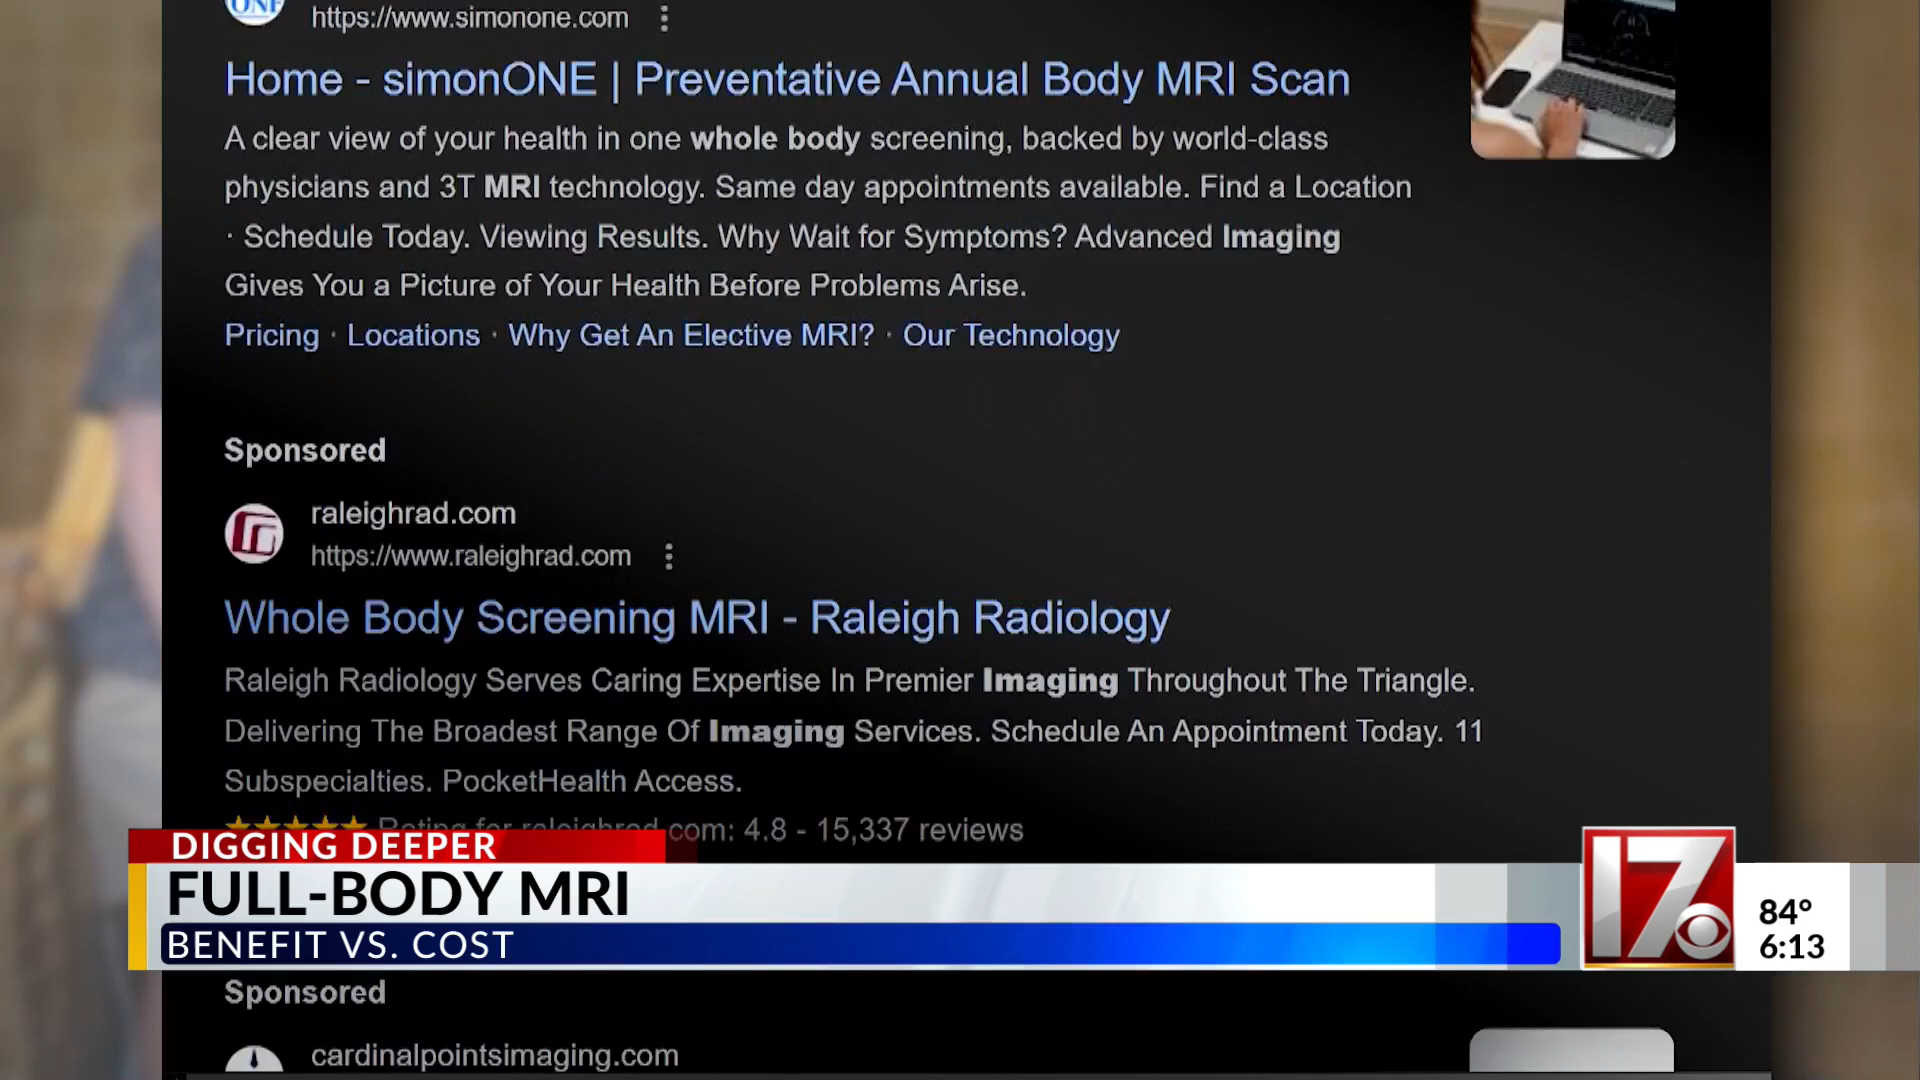 ONE
https://www.simonone.com
Home - simonONE | Preventative Annual Body MRI Scan
A clear view of your health in one whole body screening, backed by world-class
physicians and 3T MRI technology. Same day appointments available. Find a Location
· Schedule Today. Viewing Results. Why Wait for Symptoms? Advanced Imaging
Gives You a Picture of Your Health Before Problems Arise.
Pricing · Locations · Why Get An Elective MRI? · Our Technology
Sponsored
raleighrad.com
https://www.raleighrad.com
Whole Body Screening MRI - Raleigh Radiology
Raleigh Radiology Serves Caring Expertise In Premier Imaging Throughout The Triangle.
Delivering The Broadest Range Of Imaging Services. Schedule An Appointment Today. 11
Subspecialties. PocketHealth Access.
Rating for raleighrad.com: 4.8 - 15,337 reviews
DIGGING DEEPER
FULL-BODY MRI
BENEFIT VS. COST
17
84°
6:13
Sponsored
cardinalpointsimaging.com